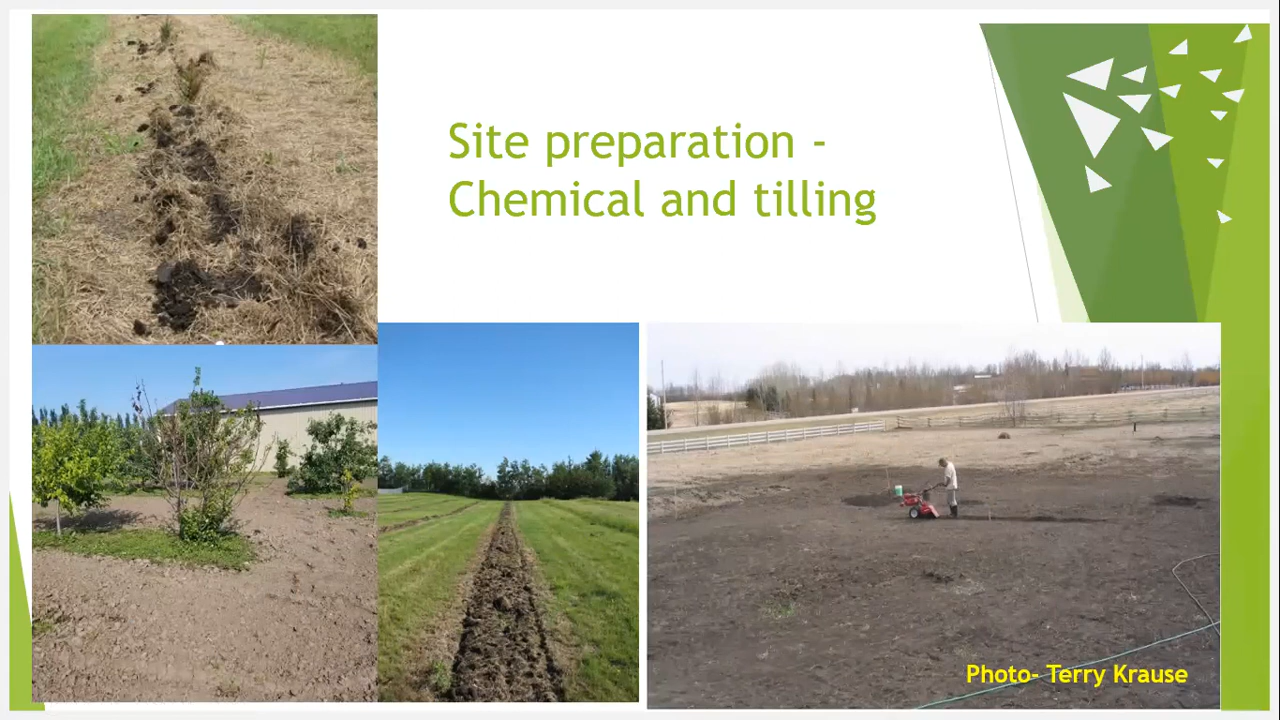 Site preparation -
Chemical and tilling
Photo- Terry Krause